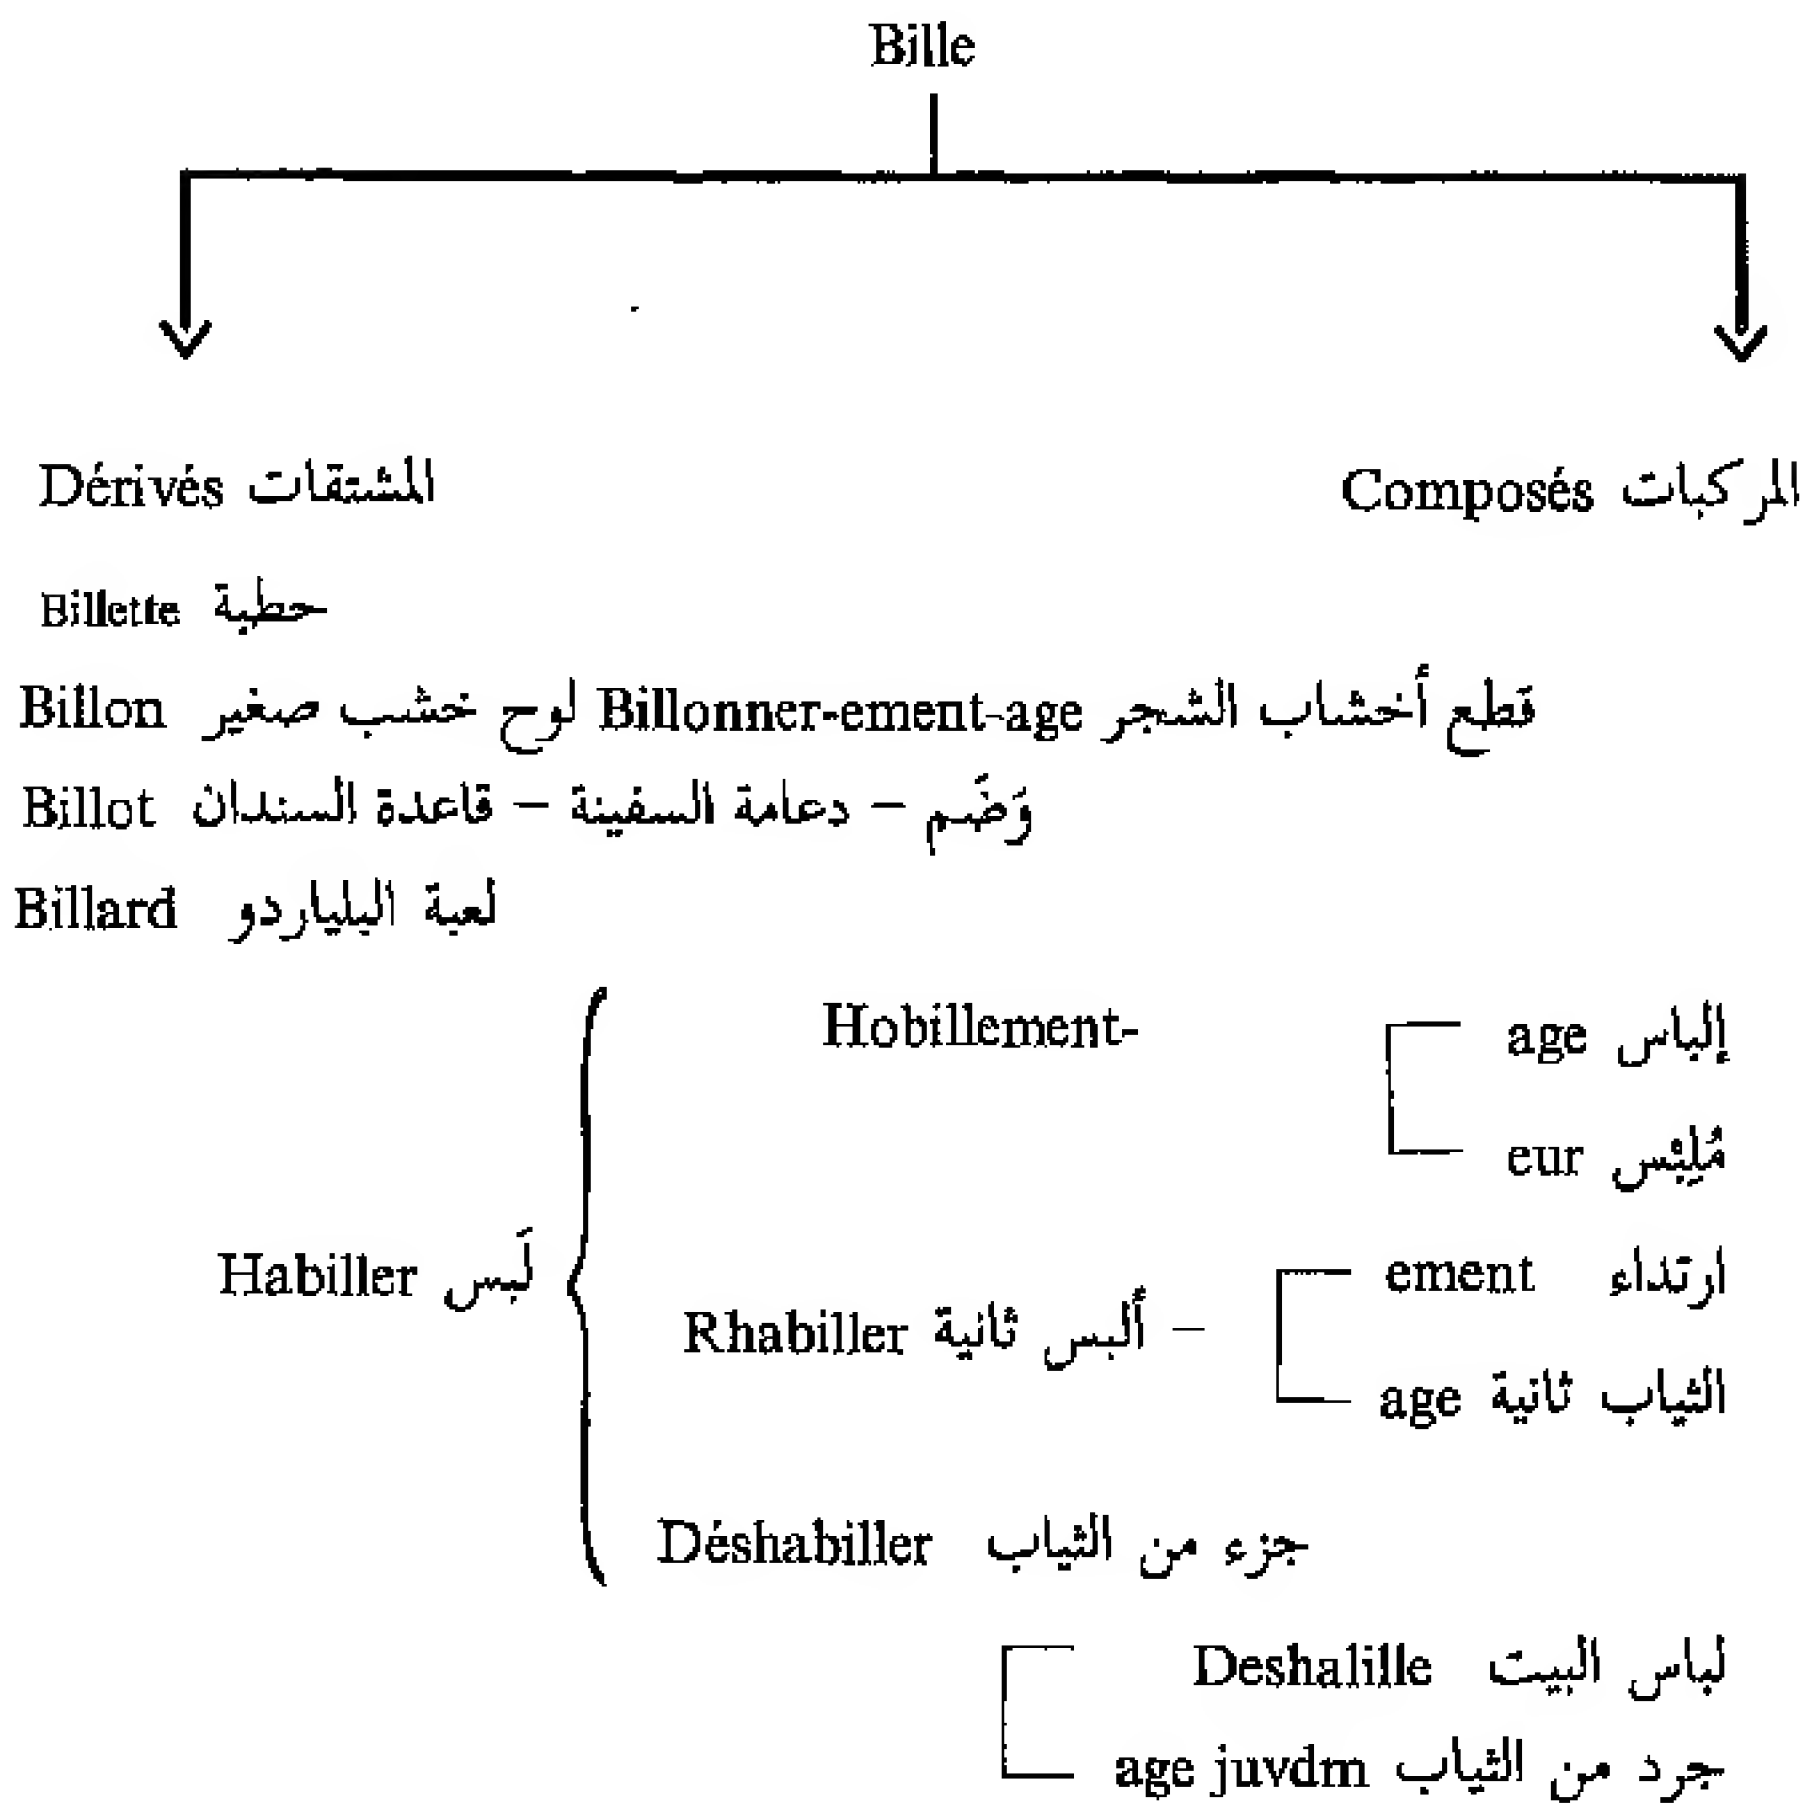 Bille
Dérivés المشتقات
Composés المركبات
Billette حطبة
Billon لوح خشب صغير Billonner-ement-age قطع أخشاب الشجر
Billot وَضَم – دعامة السفينة – قاعدة السندان
Billard لعبة البلياردو
Hobillement-
age إلباس
eur مُلبِْس
Habiller لَبس
Rhabiller ألبس ثانية –
ement ارتداء
age الثياب ثانية
Déshabiller جزء من الثياب
Deshalille لباس البيت
age juvdm جرد من الثياب